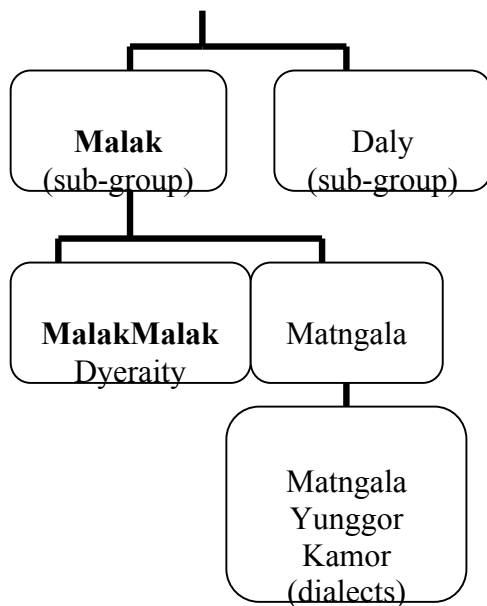 Malak
(sub-group)
Daly
(sub-group)
MalakMalak
Dyeraity
Matngala
Matngala
Yunggor
Kamor
(dialects)